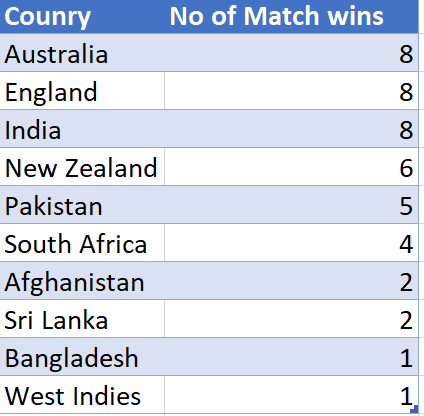 Counry No of Match wins
Australia 8
England 8
India 8
New Zealand 6
Pakistan 5
South Africa 4
Afghanistan 2
Sri Lanka 2
Bangladesh 1
West Indies 1